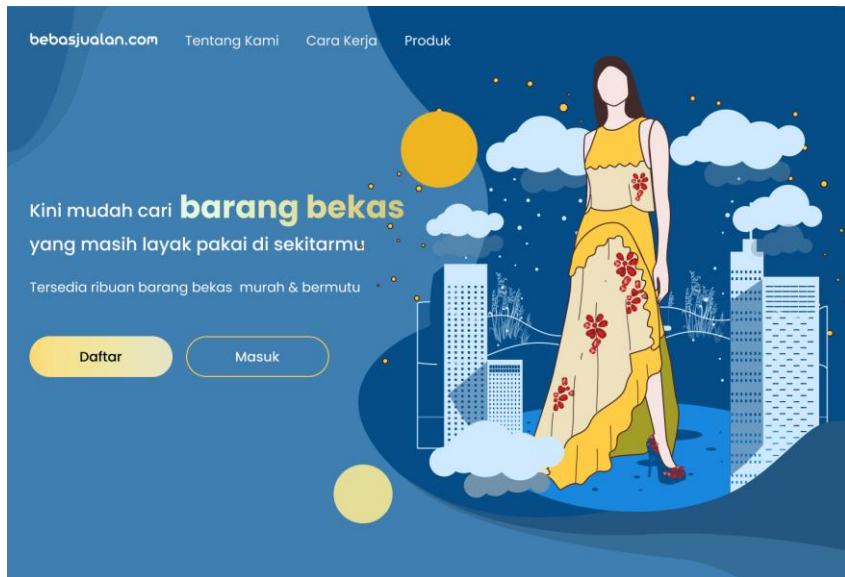 bebasjualan.com Tentang Kami Cara Kerja Produk
Kini mudah cari barang bekas
yang masih layak pakai di sekitarmu
Tersedia ribuan barang bekas murah & bermutu
Daftar Masuk